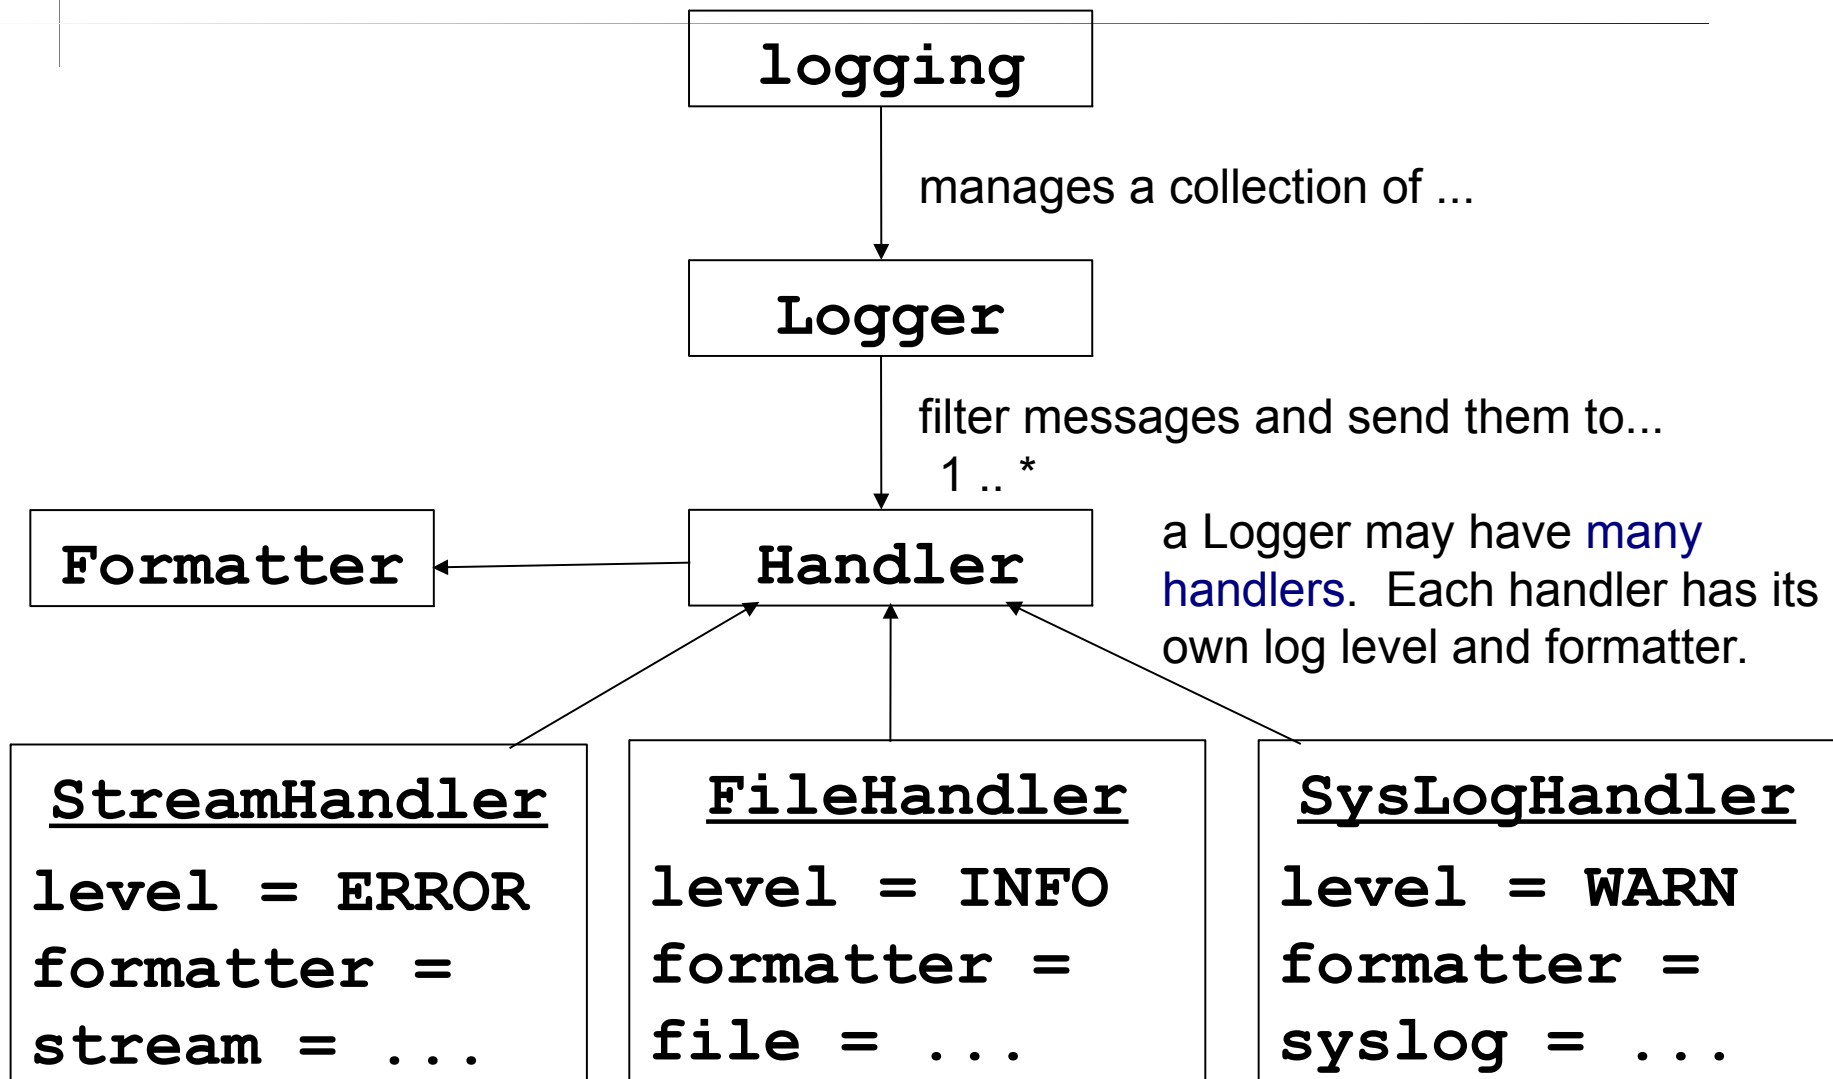 logging
manages a collection of ...
Logger
filter messages and send them to...
1 .. *
Formatter
Handler
a Logger may have many
handlers.  Each handler has its
own log level and formatter.
StreamHandler
level = ERROR
formatter =
stream = ...
FileHandler
level = INFO
formatter =
file = ...
SysLogHandler
level = WARN
formatter =
syslog = ...